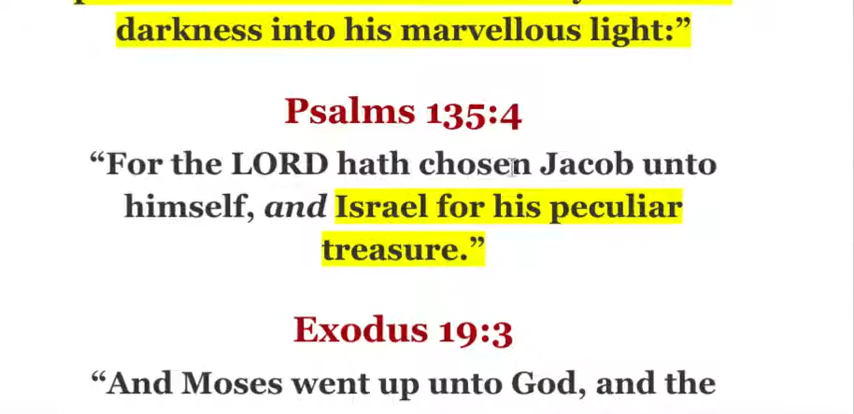 darkness into his marvellous light:”
Psalms 135:4
“For the LORD hath chosen Jacob unto
himself, and Israel for his peculiar
treasure.”
Exodus 19:3
“And Moses went up unto God, and the